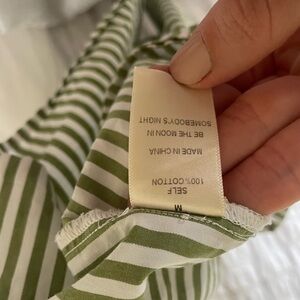 M
SELF
100% COTTON
MADE IN CHINA
BE THE MOON IN
SOMEBODY'S NIGHT